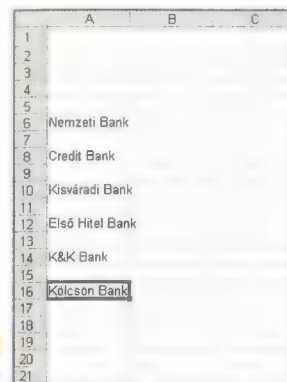 A B C
1
2
3
4
5
6 Nemzeti Bank
7
8 Credit Bank
9
10 Kisváradi Bank
11
12 Első Hitel Bank
13
14 K&K Bank
15
16 Kölcsön Bank
17
18
19
20
21